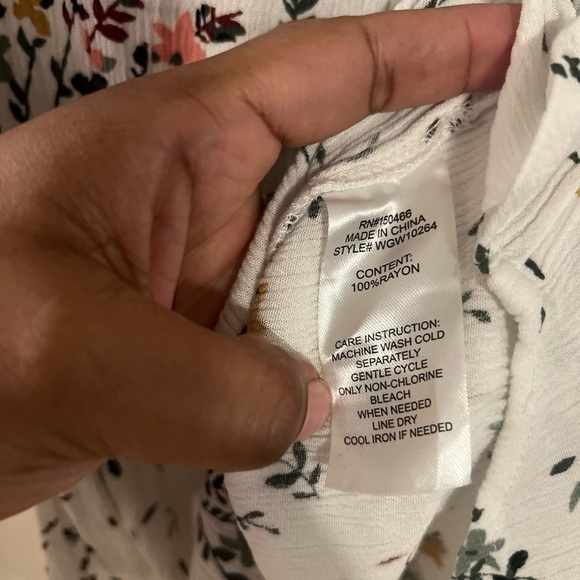 RN#150466
MADE IN CHINA
STYLE# WGW10264
CONTENT:
100%RAYON
CARE INSTRUCTION:
MACHINE WASH COLD
SEPARATELY
GENTLE CYCLE
ONLY NON-CHLORINE
BLEACH
WHEN NEEDED
LINE DRY
COOL IRON IF NEEDED